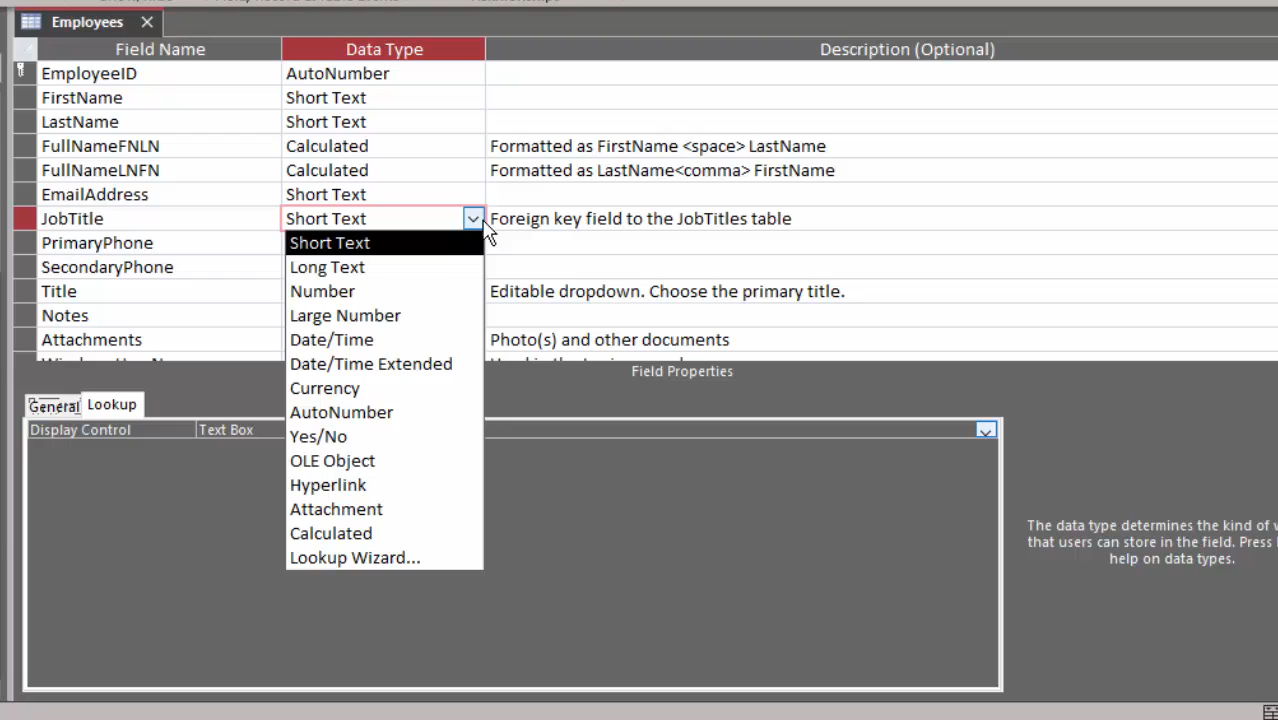 Employees
Field Name Data Type Description (Optional)
EmployeeID AutoNumber
FirstName Short Text
LastName Short Text
FullNameFNLN Calculated Formatted as FirstName <space> LastName
FullNameLNFN Calculated Formatted as LastName<comma> FirstName
EmailAddress Short Text
JobTitle Short Text Foreign key field to the JobTitles table
PrimaryPhone Short Text
SecondaryPhone Long Text
Title Number Editable dropdown. Choose the primary title.
Notes Large Number
Attachments Date/Time Photo(s) and other documents
Date/Time Extended
Field Properties
Currency
General Lookup
AutoNumber
Display Control Text Box
Yes/No
OLE Object
Hyperlink
Attachment
Calculated
Lookup Wizard...
The data type determines the kind of
that users can store in the field. Press
help on data types.